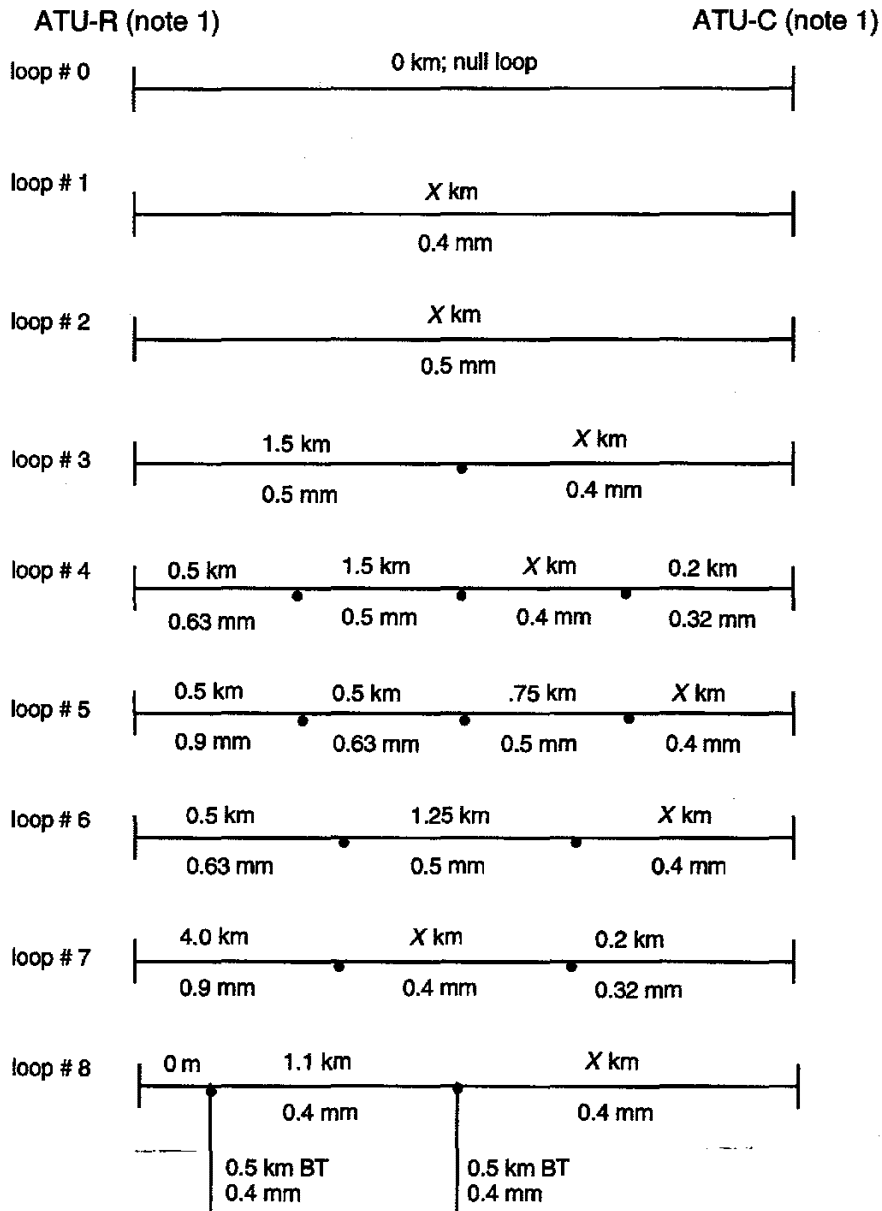 ATU-R (note 1) ATU-C (note 1)
loop # 0 0 km; null loop
loop # 1
X km
0.4 mm
loop # 2
X km
0.5 mm
loop # 3
1.5 km X km
0.5 mm 0.4 mm
loop # 4
0.5 km 1.5 km X km 0.2 km
0.63 mm 0.5 mm 0.4 mm 0.32 mm
loop # 5
0.5 km 0.5 km .75 km X km
0.9 mm 0.63 mm 0.5 mm 0.4 mm
loop # 6
0.5 km 1.25 km X km
0.63 mm 0.5 mm 0.4 mm
loop # 7
4.0 km X km 0.2 km
0.9 mm 0.4 mm 0.32 mm
loop # 8
0 m 1.1 km X km
0.4 mm 0.4 mm
0.5 km BT 0.5 km BT
0.4 mm 0.4 mm